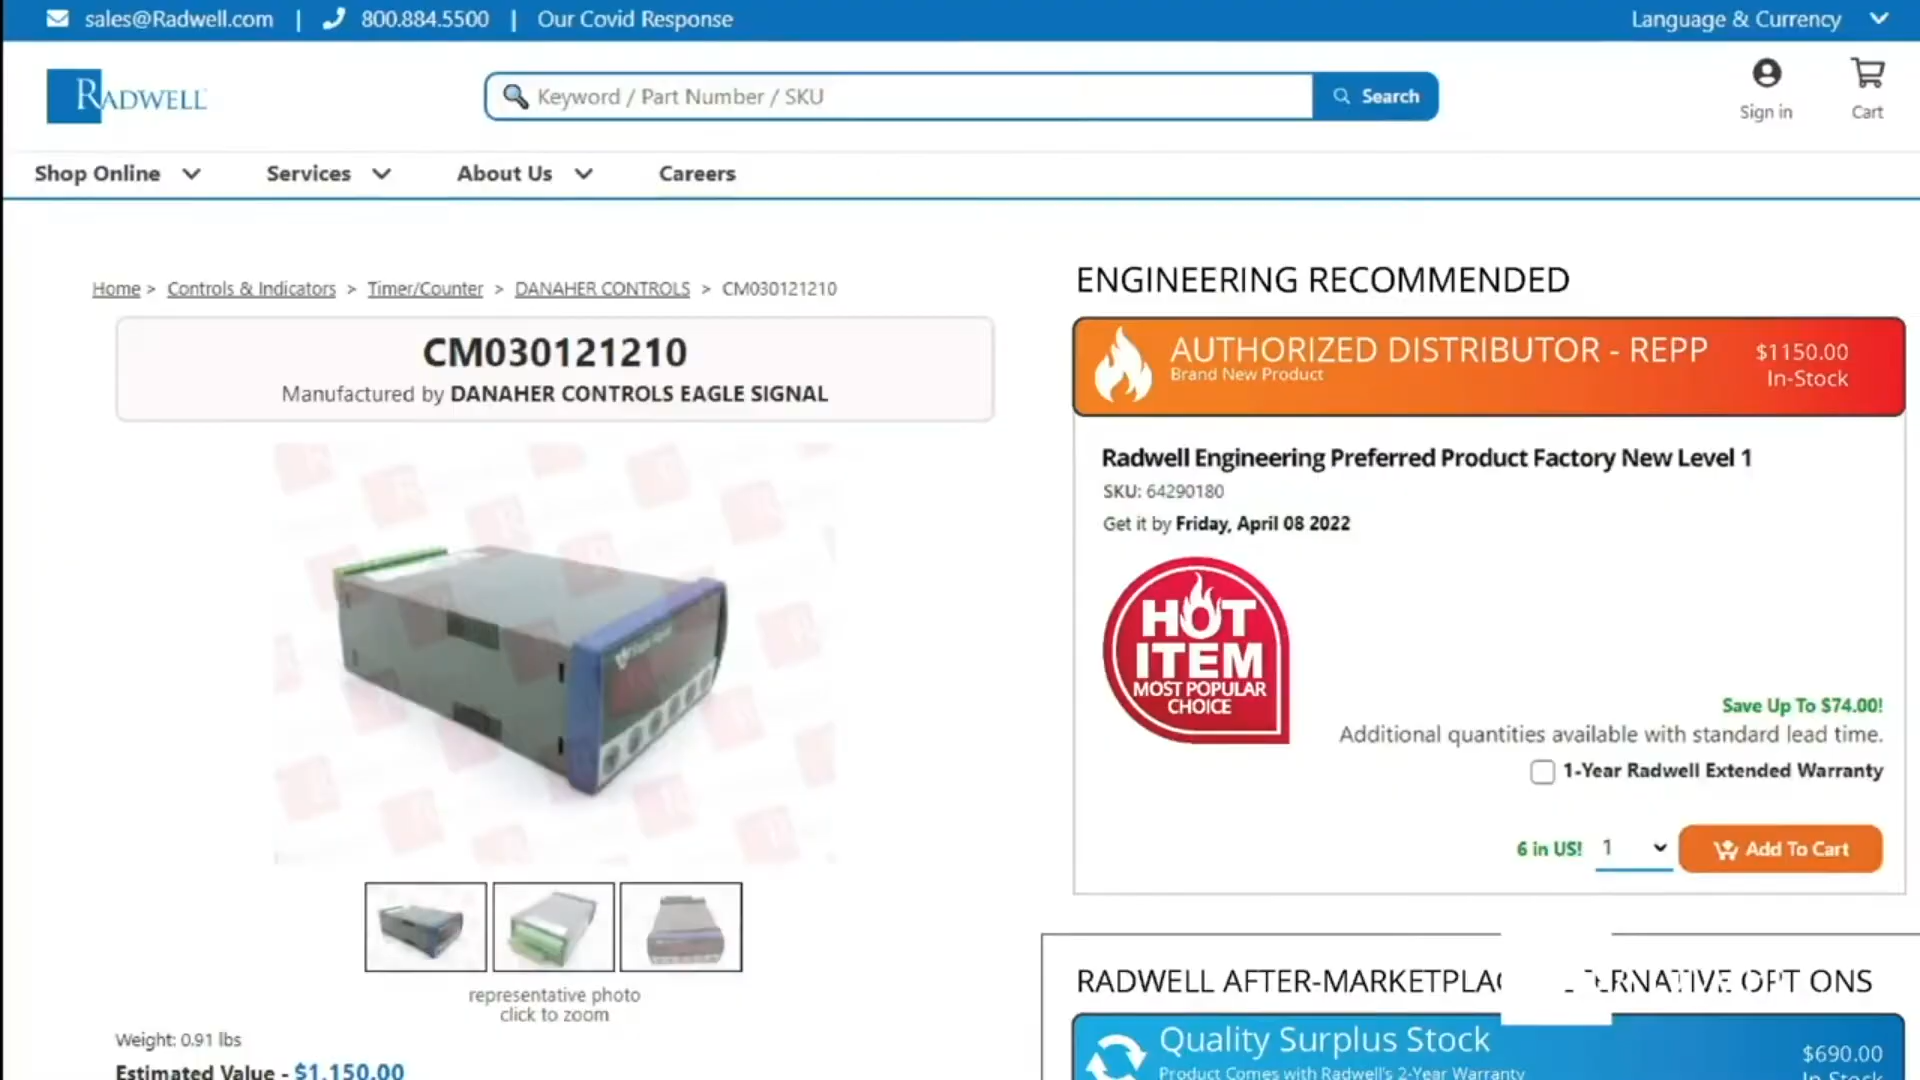 sales@Radwell.com | 800.884.5500 | Our Covid Response
Language & Currency
RADWELL
Keyword / Part Number / SKU
Search
Sign in
Cart
Shop Online
Services
About Us
Careers
Home > Controls & Indicators > Timer/Counter > DANAHER CONTROLS > CM030121210
CM030121210
Manufactured by DANAHER CONTROLS EAGLE SIGNAL
representative photo
click to zoom
Weight: 0.91 lbs
Estimated Value - $1,150.00
ENGINEERING RECOMMENDED
AUTHORIZED DISTRIBUTOR - REPP
Brand New Product
$1150.00
In-Stock
Radwell Engineering Preferred Product Factory New Level 1
SKU: 64290180
Get it by Friday, April 08 2022
HOT
ITEM
MOST POPULAR
CHOICE
Save Up To $74.00!
Additional quantities available with standard lead time.
1-Year Radwell Extended Warranty
6 in US!
1
Add To Cart
RADWELL AFTER-MARKETPLAC
OPT ONS
Quality Surplus Stock
Product Comes with Radwell's 2-Year Warranty
$690.00
In Stock